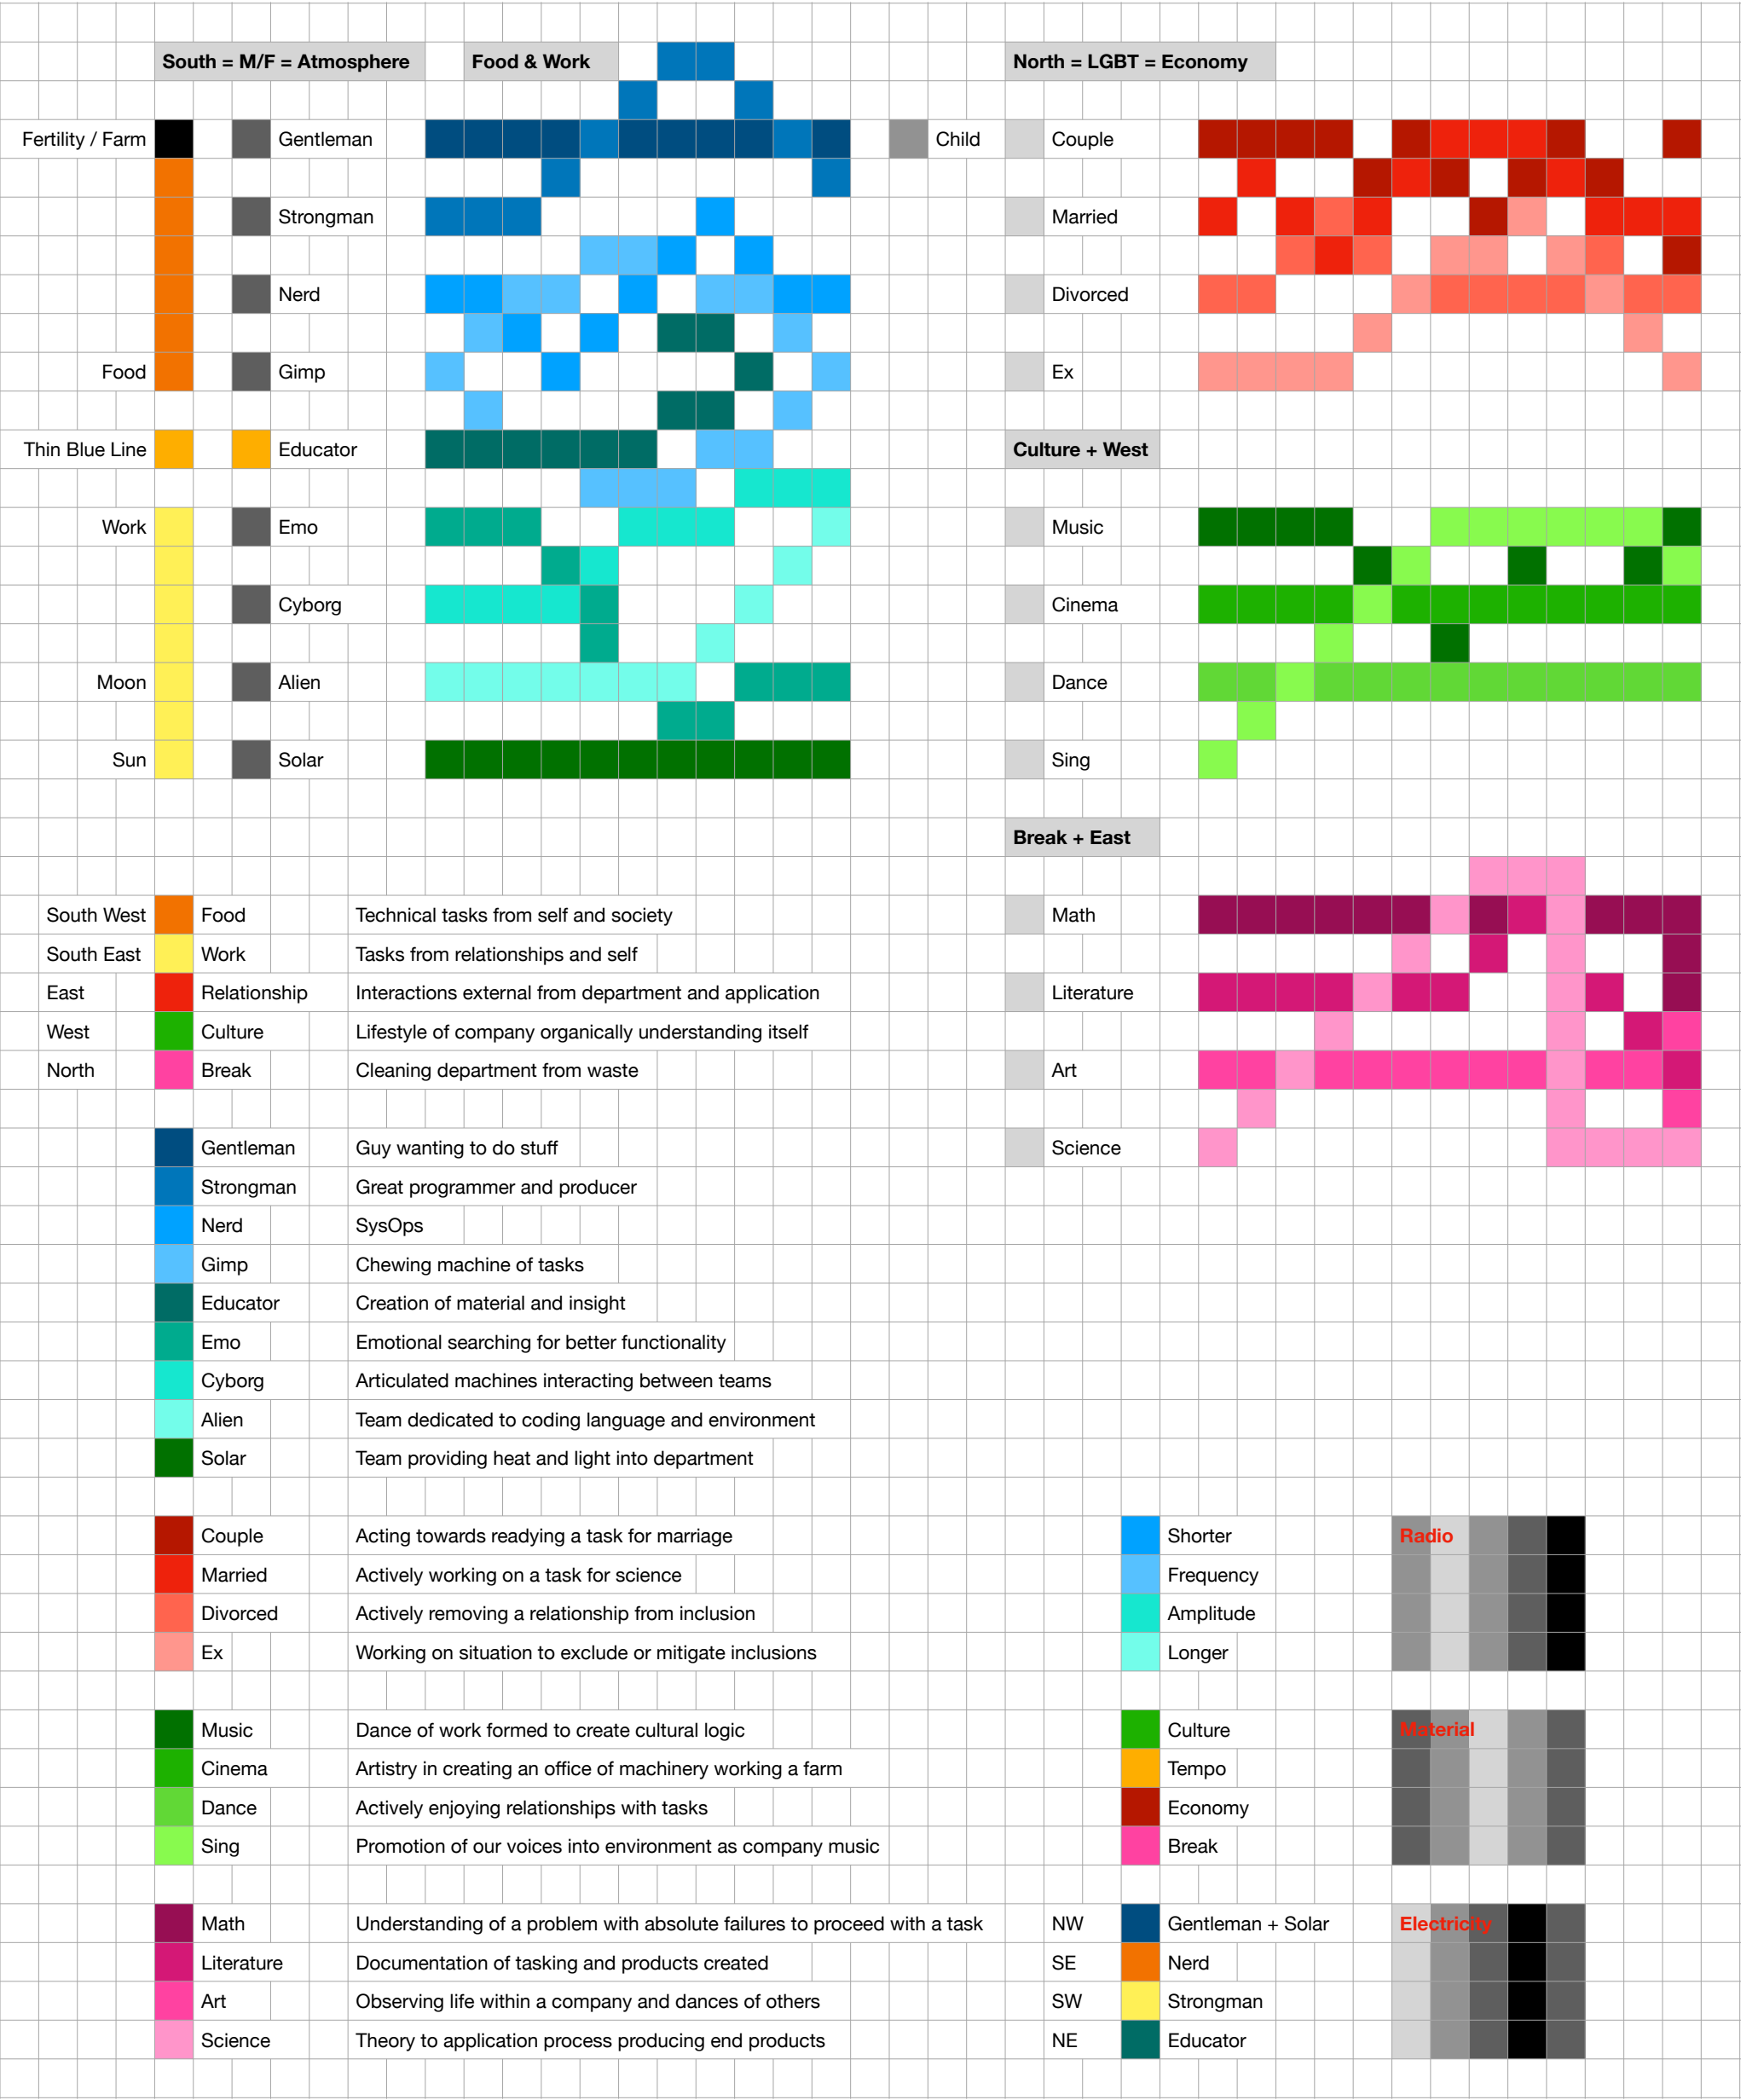 South = M/F = Atmosphere Food & Work North = LGBT = Economy
Fertility / Farm Gentleman Child Couple
Strongman Married
Nerd Divorced
Food Gimp Ex
Thin Blue Line Educator Culture + West
Work Emo Music
Cyborg Cinema
Moon Alien Dance
Sun Solar Sing
Break + East
South West Food Technical tasks from self and society Math
South East Work Tasks from relationships and self
East Relationship Interactions external from department and application Literature
West Culture Lifestyle of company organically understanding itself
North Break Cleaning department from waste Art
Gentleman Guy wanting to do stuff Science
Strongman Great programmer and producer
Nerd SysOps
Gimp Chewing machine of tasks
Educator Creation of material and insight
Emo Emotional searching for better functionality
Cyborg Articulated machines interacting between teams
Alien Team dedicated to coding language and environment
Solar Team providing heat and light into department
Couple Acting towards readying a task for marriage Shorter Radio
Married Actively working on a task for science Frequency
Divorced Actively removing a relationship from inclusion Amplitude
Ex Working on situation to exclude or mitigate inclusions Longer
Music Dance of work formed to create cultural logic Culture Material
Cinema Artistry in creating an office of machinery working a farm Tempo
Dance Actively enjoying relationships with tasks Economy
Sing Promotion of our voices into environment as company music Break
Math Understanding of a problem with absolute failures to proceed with a task NW Gentleman + Solar Electricity
Literature Documentation of tasking and products created SE Nerd
Art Observing life within a company and dances of others SW Strongman
Science Theory to application process producing end products NE Educator